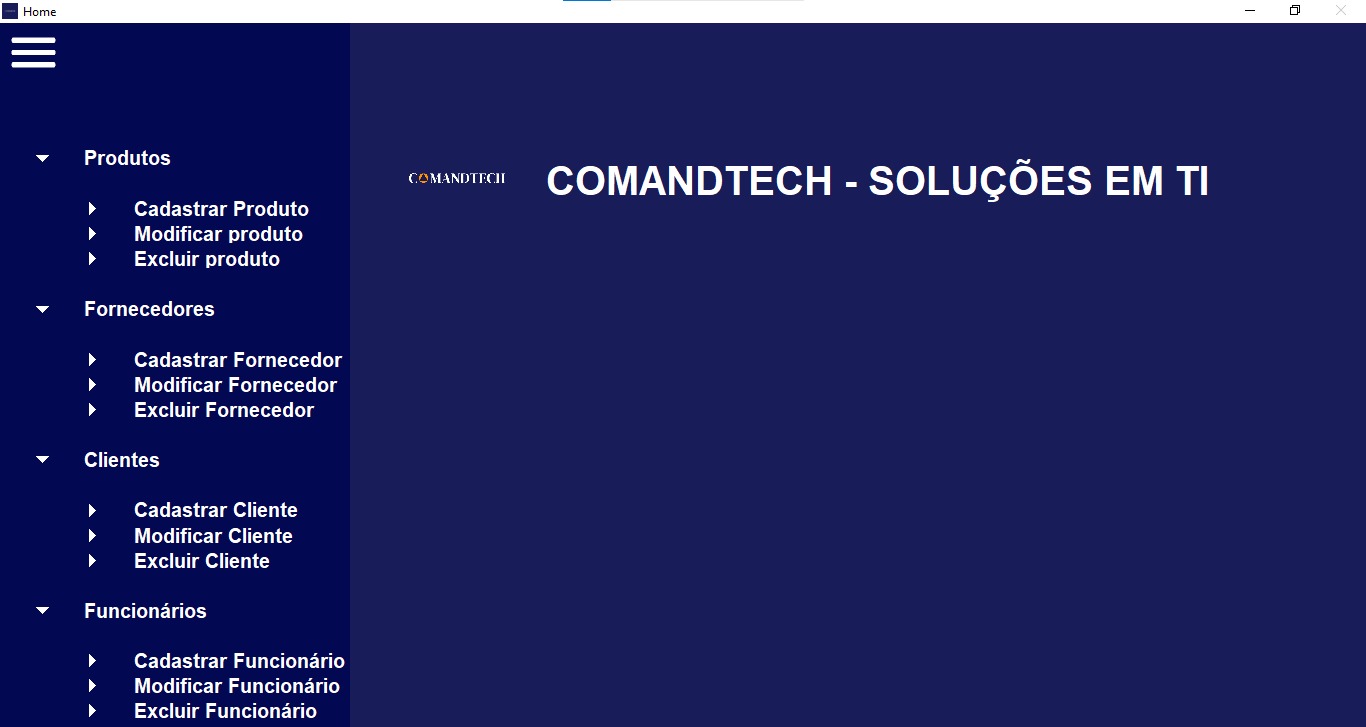 Home
Produtos
Cadastrar Produto
Modificar produto
Excluir produto
Fornecedores
Cadastrar Fornecedor
Modificar Fornecedor
Excluir Fornecedor
Clientes
Cadastrar Cliente
Modificar Cliente
Excluir Cliente
Funcionários
Cadastrar Funcionário
Modificar Funcionário
Excluir Funcionário
COMANDTECH
COMANDTECH - SOLUÇÕES EM TI